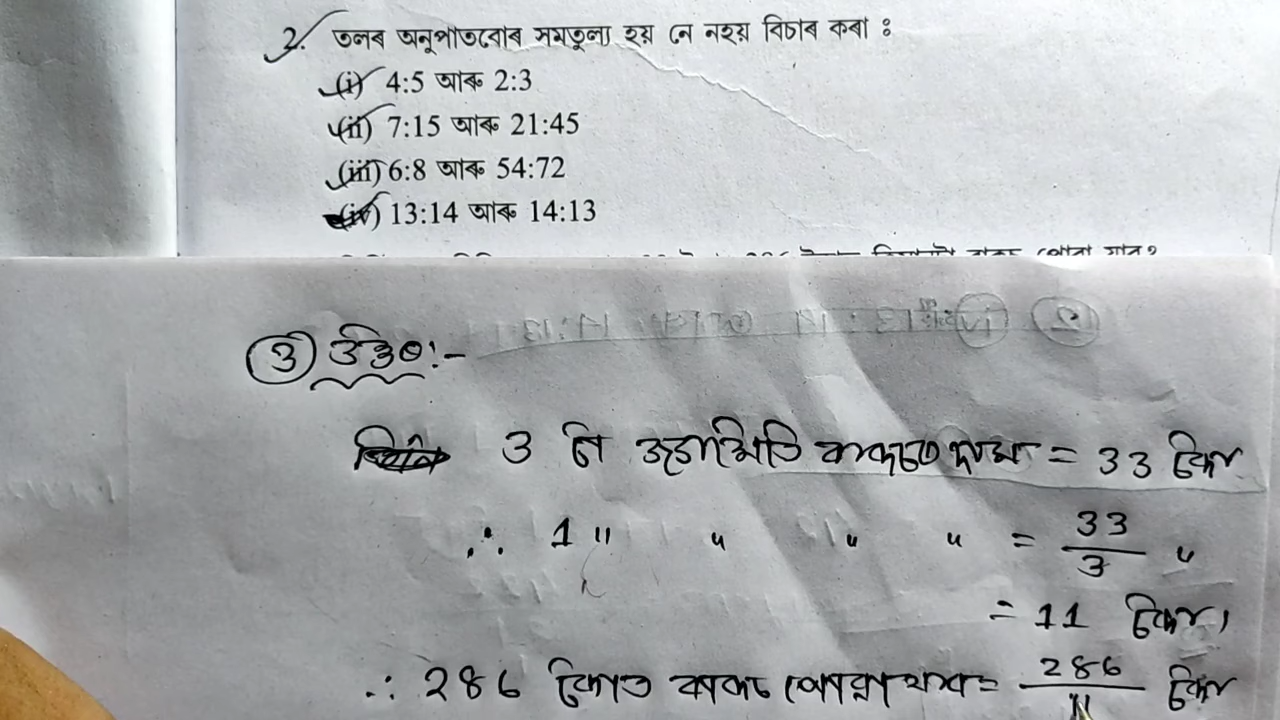 2. তলৰ অনুপাতবোৰ সমতুল্য হয় নে নহয় বিচাৰ কৰা :
(i) 4:5 আৰু 2:3
(ii) 7:15 আৰু 21:45
(iii) 6:8 আৰু 54:72
(iv) 13:14 আৰু 14:13
3 উত্তৰ:-
3 টা জ্যামিতি বাকচৰ দাম = 33 টকা
∴ 1 " " " " = 33/3 "
= 11 টকা।
∴ 286 টকাত বাকচ পোৱা যাব = 286/11 টকা